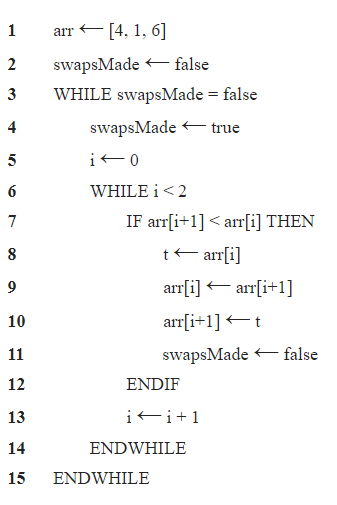 1 arr ← [4, 1, 6]
2 swapsMade ← false
3 WHILE swapsMade = false
4 swapsMade ← true
5 i ← 0
6 WHILE i < 2
7 IF arr[i+1] < arr[i] THEN
8 t ← arr[i]
9 arr[i] ← arr[i+1]
10 arr[i+1] ← t
11 swapsMade ← false
12 ENDIF
13 i ← i + 1
14 ENDWHILE
15 ENDWHILE